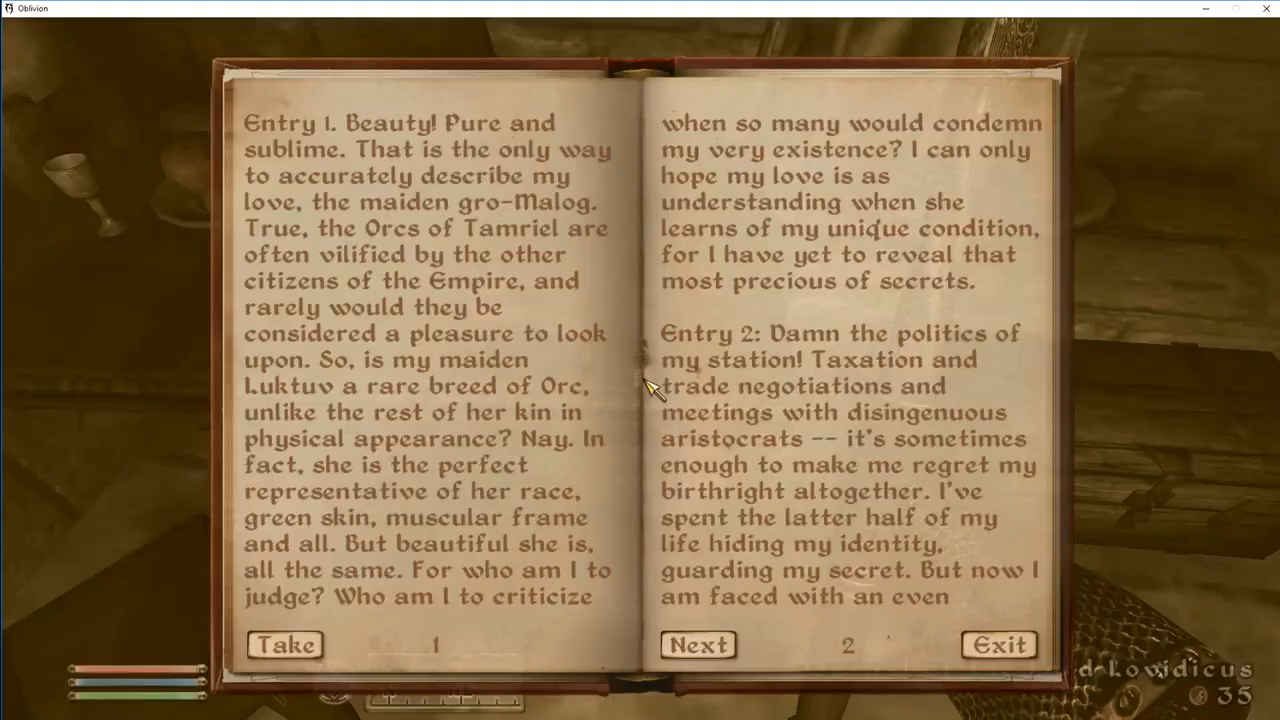 Oblivion
Entry 1. Beauty! Pure and
sublime. That is the only way
to accurately describe my
love, the maiden gro-Malog.
True, the Orcs of Tamriel are
often vilified by the other
citizens of the Empire, and
rarely would they be
considered a pleasure to look
upon. So, is my maiden
Luktuv a rare breed of Orc,
unlike the rest of her kin in
physical appearance? Nay. In
fact, she is the perfect
representative of her race,
green skin, muscular frame
and all. But beautiful she is,
all the same. For who am I to
judge? Who am I to criticize
Take
1
when so many would condemn
my very existence? I can only
hope my love is as
understanding when she
learns of my unique condition,
for I have yet to reveal that
most precious of secrets.
Entry 2: Damn the politics of
my station! Taxation and
trade negotiations and
meetings with disingenuous
aristocrats -- it's sometimes
enough to make me regret my
birthright altogether. I've
spent the latter half of my
life hiding my identity,
guarding my secret. But now I
am faced with an even
Next
2
Exit
d Lovidicus
35